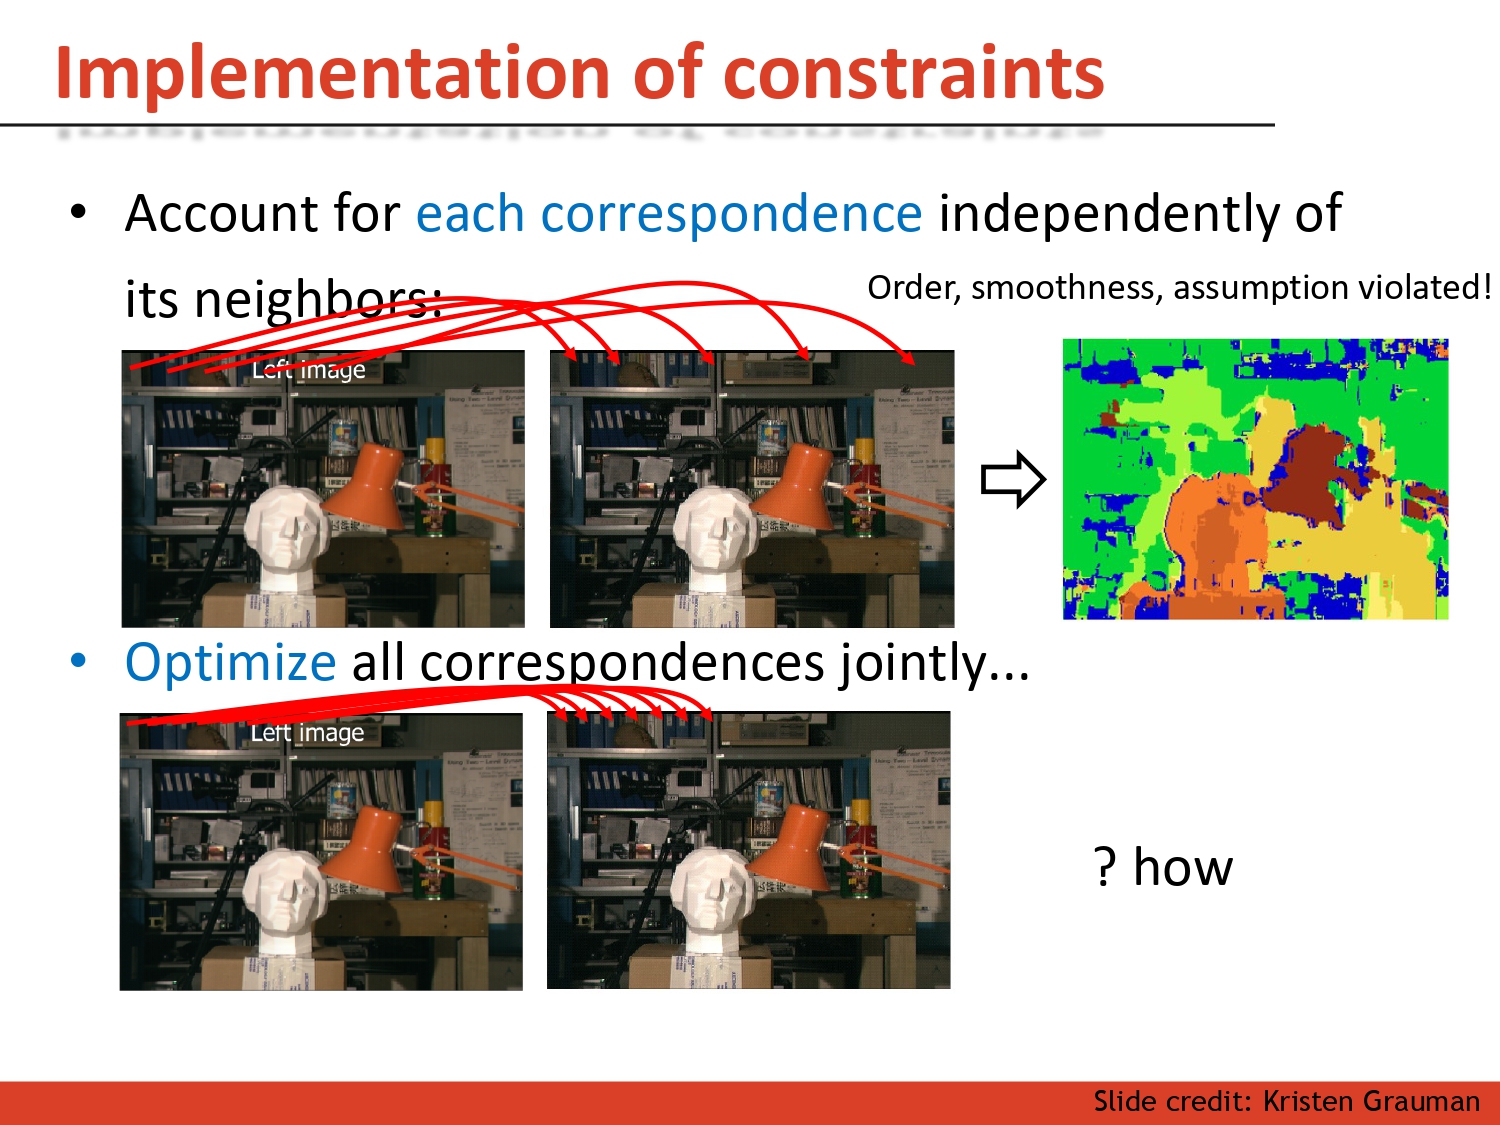 Implementation of constraints
• Account for each correspondence independently of
its neighbors:
Order, smoothness, assumption violated!
Left image
• Optimize all correspondences jointly...
Left image
? how
Slide credit: Kristen Grauman